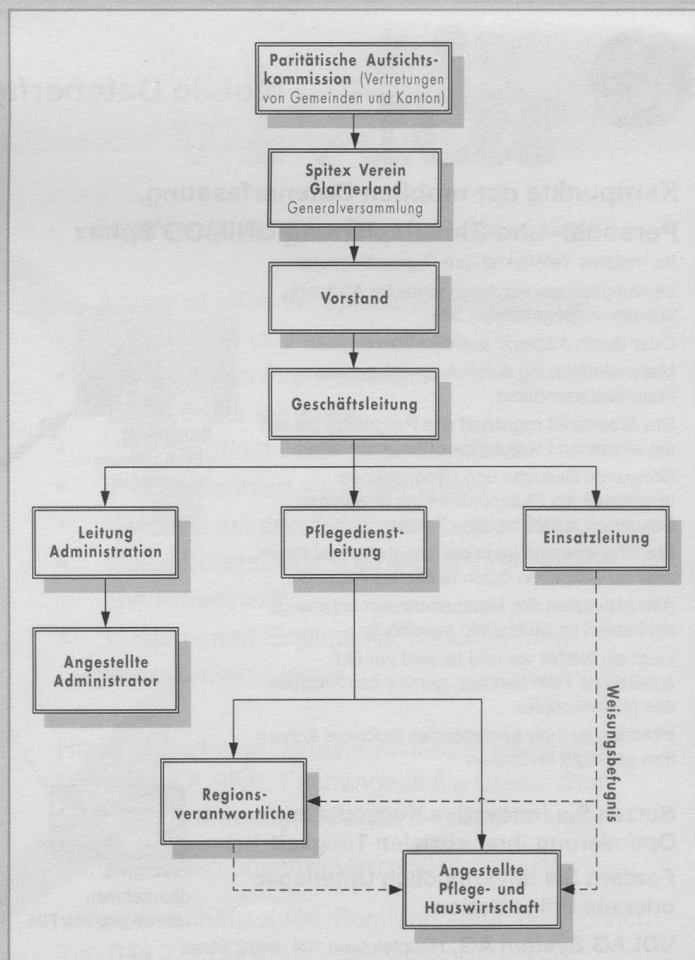 Paritätische Aufsichts-
kommission (Vertretungen
von Gemeinden und Kanton)
Spitex Verein
Glarnerland
Generalversammlung
Vorstand
Geschäftsleitung
Leitung
Administration
Pflegedienst-
leitung
Einsatzleitung
Angestellte
Administrator
Weisungsbefugnis
Regions-
verantwortliche
Angestellte
Pflege- und
Hauswirtschaft